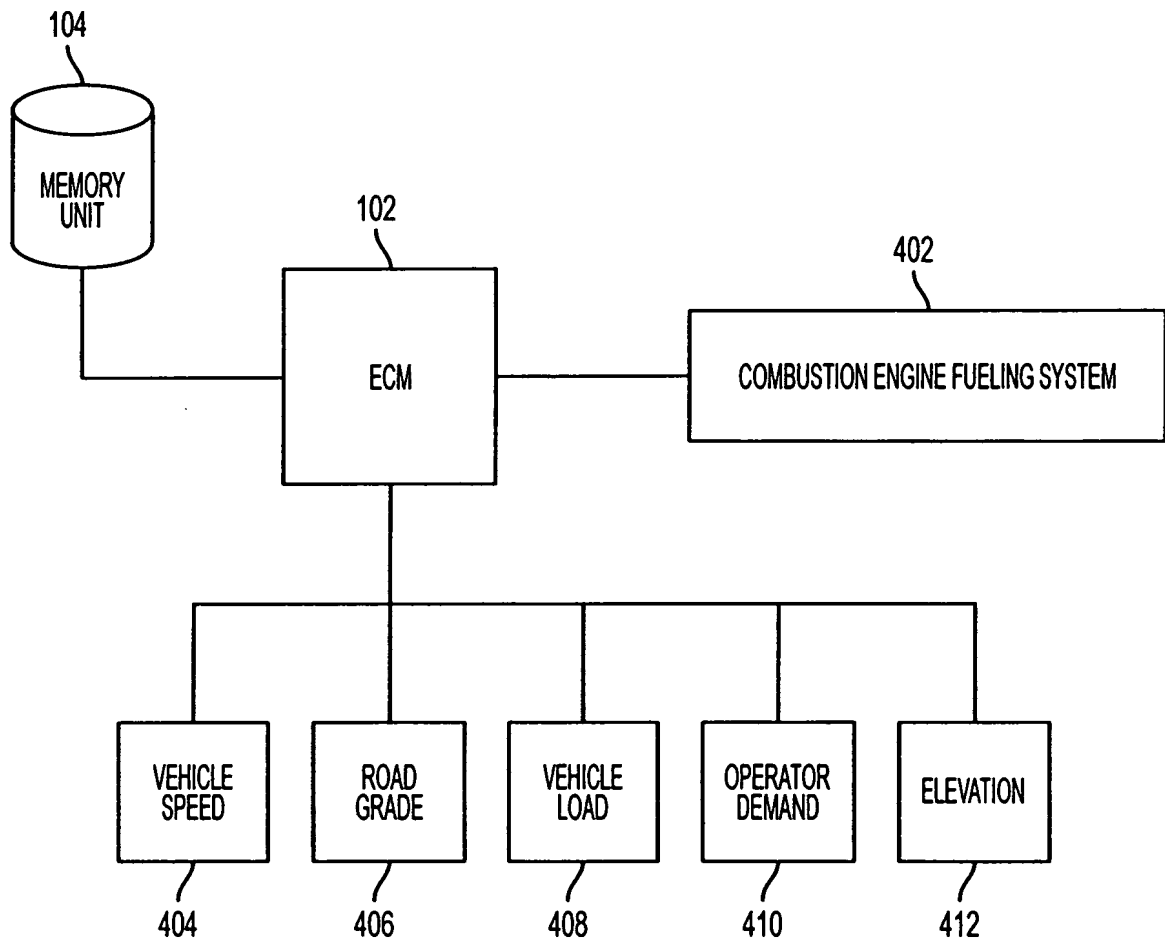 104
MEMORY
UNIT
102
ECM
402
COMBUSTION ENGINE FUELING SYSTEM
VEHICLE
SPEED
ROAD
GRADE
VEHICLE
LOAD
OPERATOR
DEMAND
ELEVATION
404
406
408
410
412